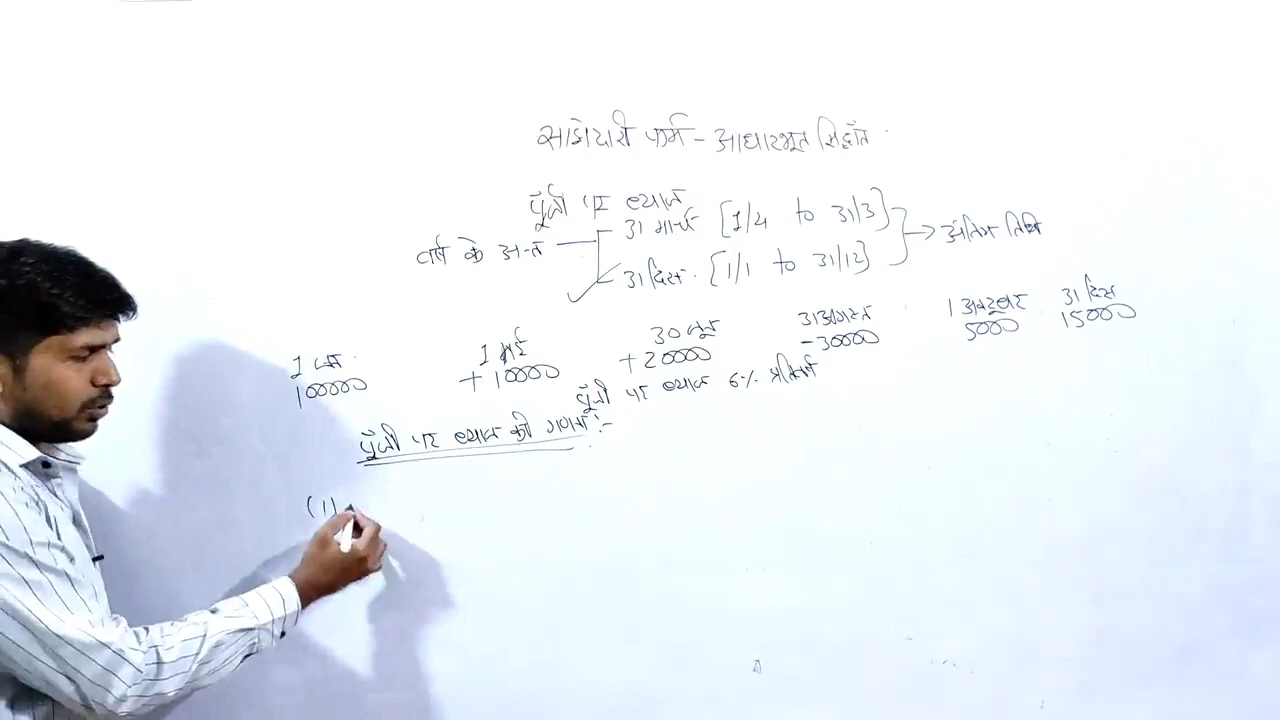 साझेदारी फर्म - आधारभूत सिद्धाँत
पूँजी पर ब्याज
वर्ष के अन्त
31 मार्च [1/4 to 31/3]
31 दिस. [1/1 to 31/12]
अंतिम तिथि
1 जन. 1 मई 30 जून 31 अगस्त 1 अक्टूबर 31 दिस
100000 + 10000 + 20000 - 30000 5000 15000
पूँजी पर ब्याज 6% प्रतिवर्ष
पूँजी पर ब्याज की गणना :-
(1)